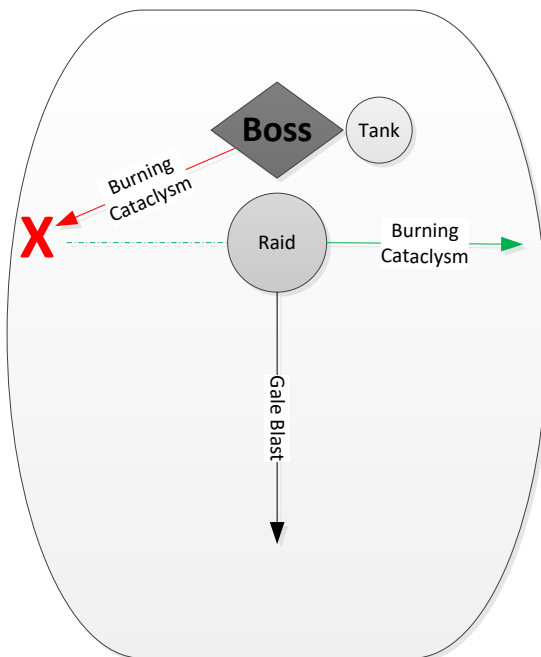 Boss
Tank
Burning
Cataclysm
X
Raid
Burning
Cataclysm
Gale Blast